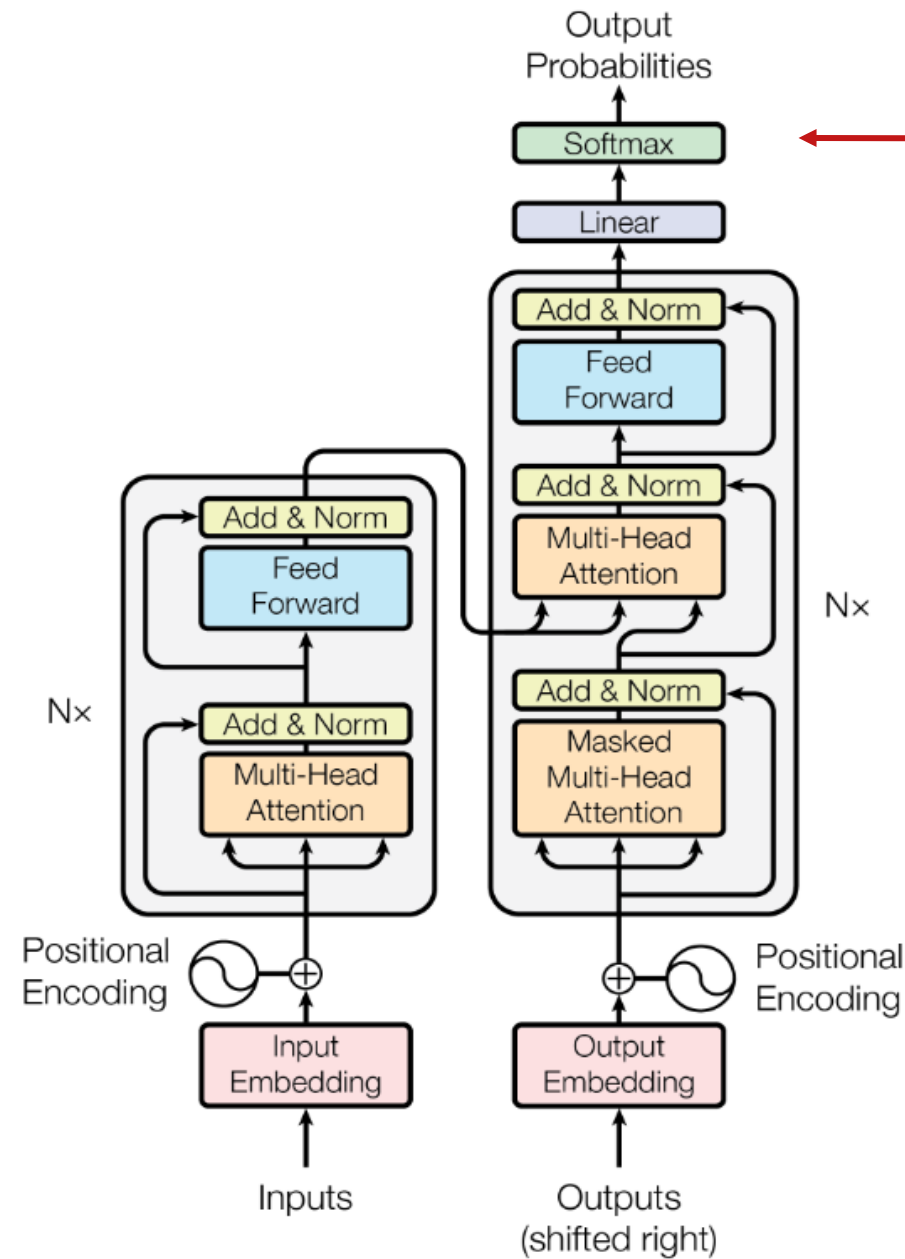 Output
Probabilities
Softmax
Linear
Add & Norm
Feed
Forward
Add & Norm
Multi-Head
Attention
Nx
Add & Norm
Masked
Multi-Head
Attention
Add & Norm
Feed
Forward
Nx
Add & Norm
Multi-Head
Attention
Positional
Encoding
Positional
Encoding
Input
Embedding
Output
Embedding
Inputs
Outputs
(shifted right)